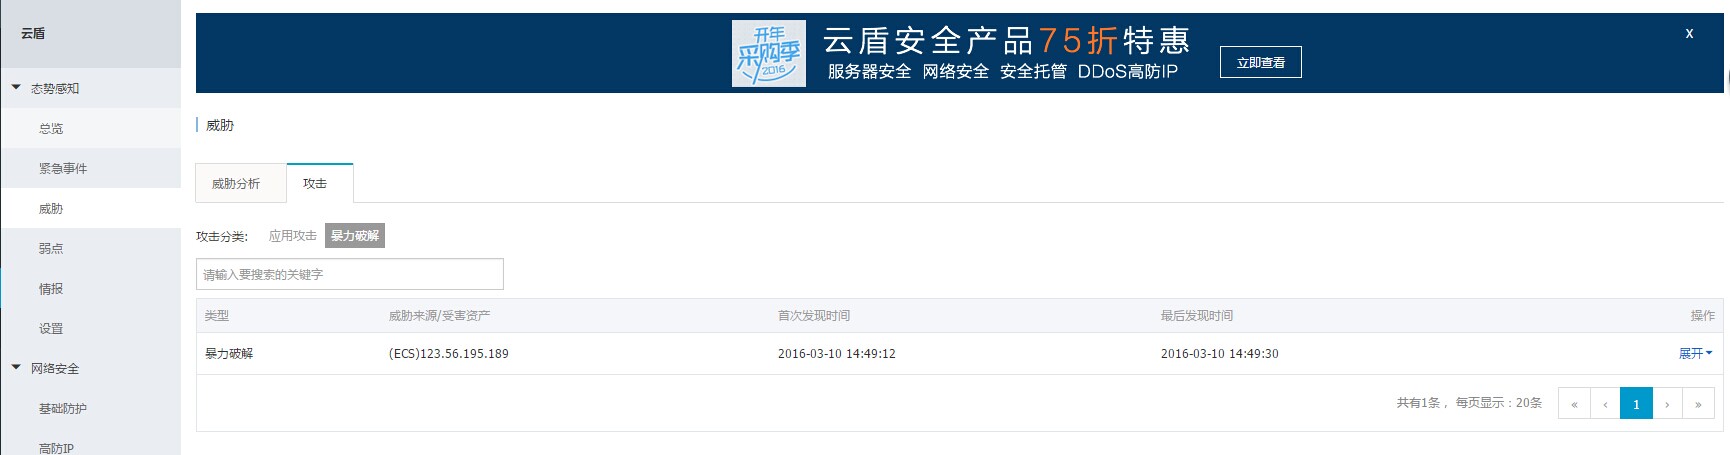 云盾
态势感知
总览
紧急事件
威胁
弱点
情报
设置
网络安全
基础防护
高防IP
开年
采购季
2016
云盾安全产品75折特惠
服务器安全 网络安全 安全托管 DDoS高防IP
立即查看
x
威胁
威胁分析 攻击
攻击分类: 应用攻击 暴力破解
请输入要搜索的关键字
类型 威胁来源/受害资产 首次发现时间 最后发现时间 操作
暴力破解 (ECS)123.56.195.189 2016-03-10 14:49:12 2016-03-10 14:49:30 展开
共有1条，每页显示：20条 « ‹ 1 › »